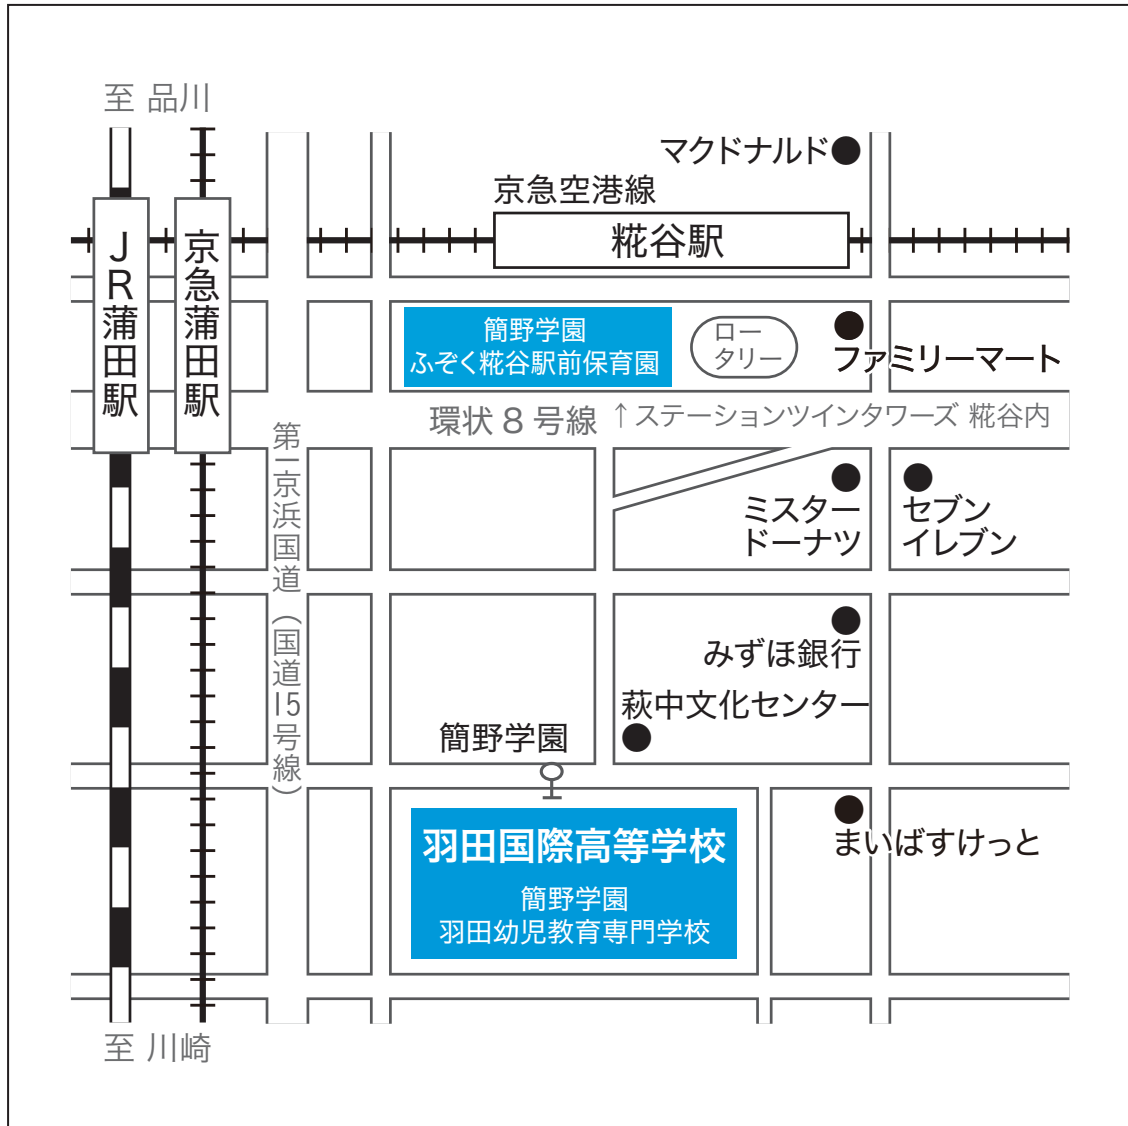 至 品川
マクドナルド
京急空港線
糀谷駅
JR蒲田駅
京急蒲田駅
簡野学園
ふぞく糀谷駅前保育園
ロー
タリー
ファミリーマート
環状8号線
↑ステーションツインタワーズ 糀谷内
第一京浜国道(国道15号線)
ミスター
ドーナツ
セブン
イレブン
みずほ銀行
萩中文化センター
簡野学園
羽田国際高等学校
簡野学園
羽田幼児教育専門学校
まいばすけっと
至 川崎